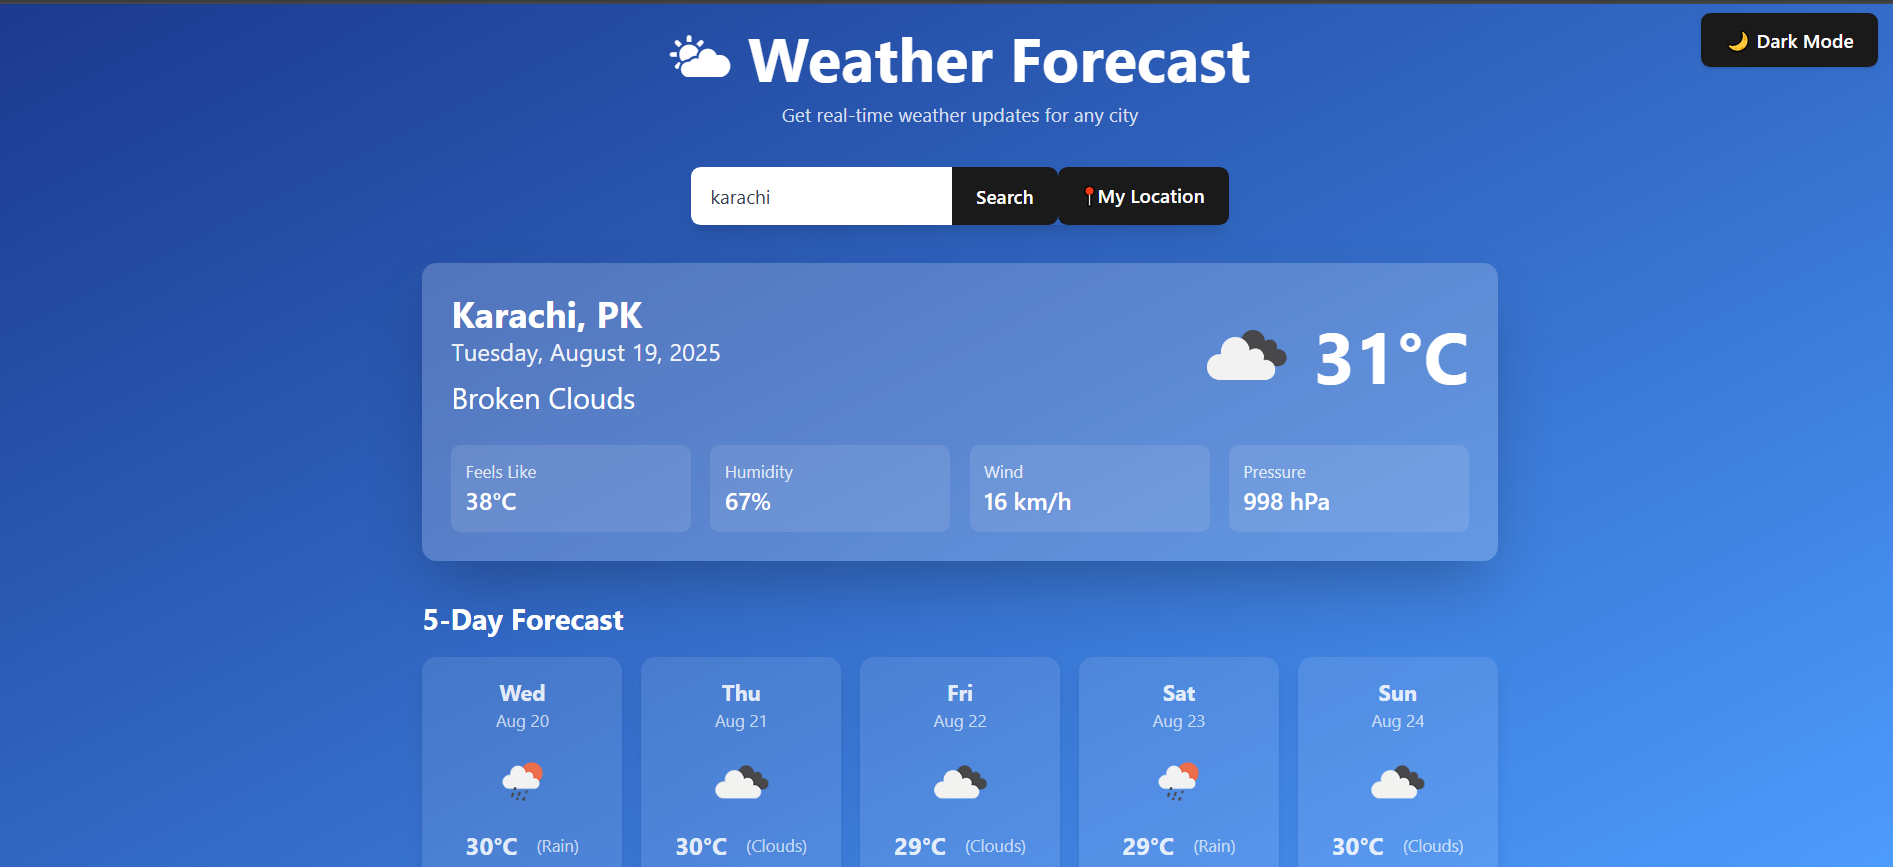 Weather Forecast
Dark Mode
Get real-time weather updates for any city
karachi
Search
My Location
Karachi, PK
Tuesday, August 19, 2025
Broken Clouds
31°C
Feels Like
38°C
Humidity
67%
Wind
16 km/h
Pressure
998 hPa
5-Day Forecast
Wed
Aug 20
30°C (Rain)
Thu
Aug 21
30°C (Clouds)
Fri
Aug 22
29°C (Clouds)
Sat
Aug 23
29°C (Rain)
Sun
Aug 24
30°C (Clouds)